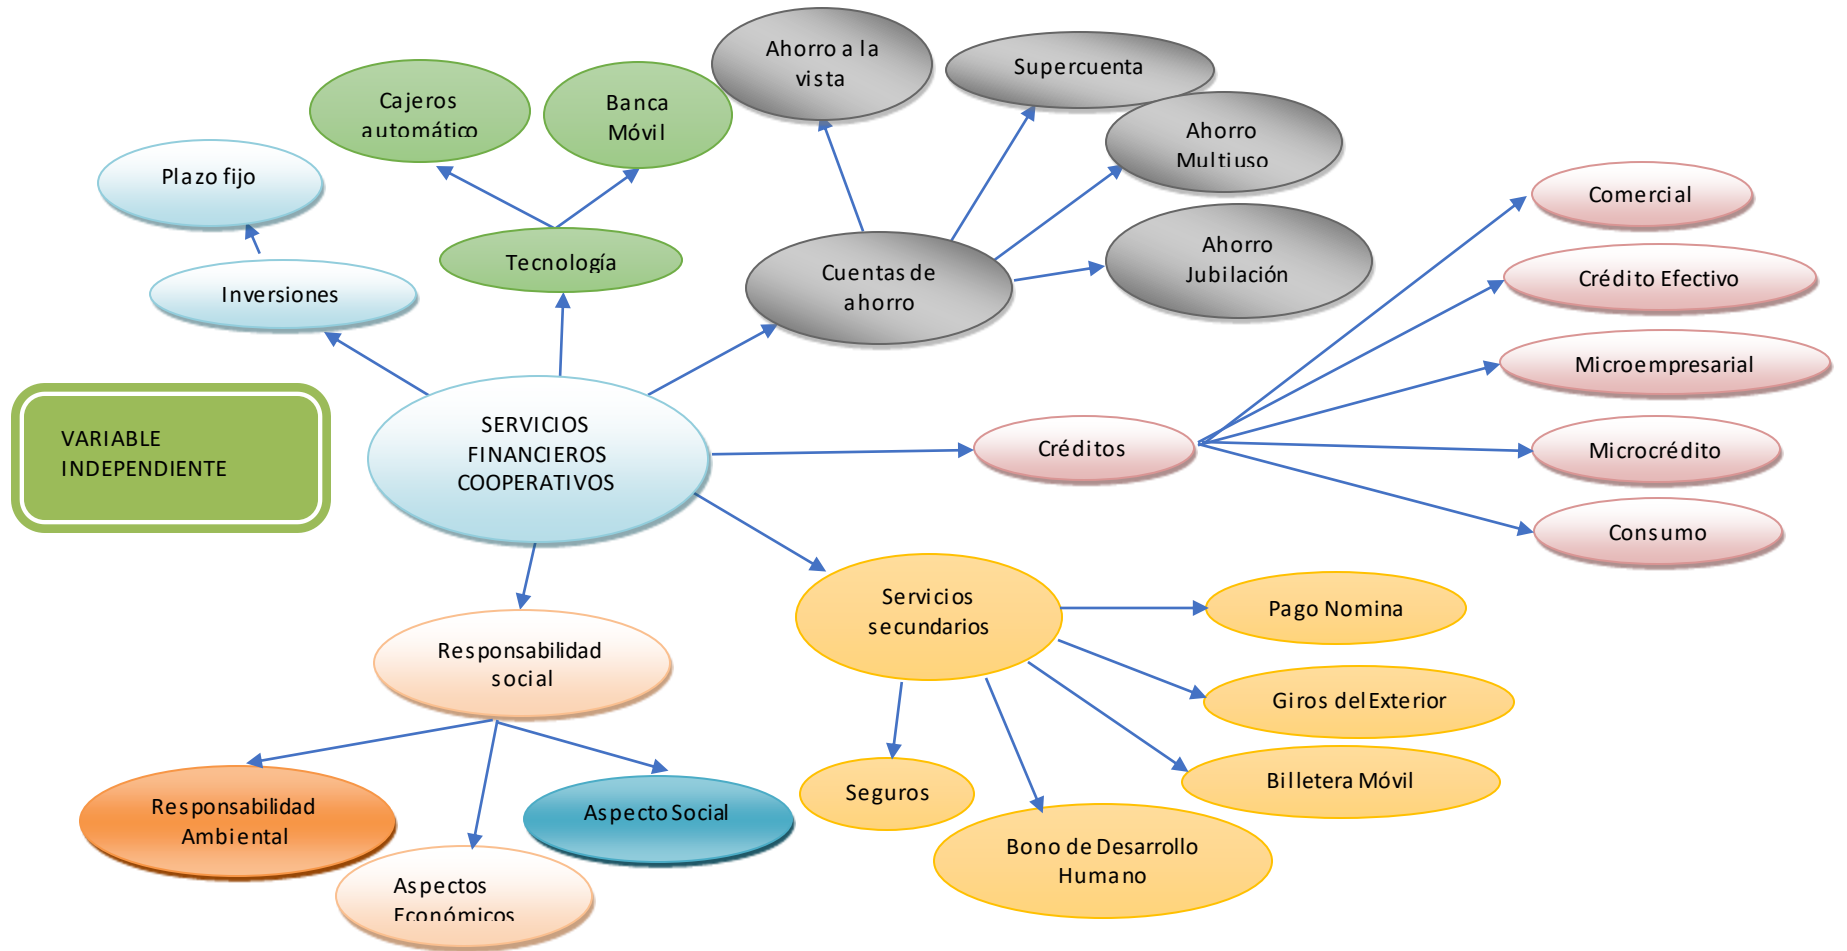 Ahorro a la
vista
Supercuenta
Cajeros
automático
Banca
Móvil
Ahorro
Multiuso
Plazo fijo
Comercial
Tecnología
Cuentas de
ahorro
Ahorro
Jubilación
Inversiones
Crédito Efectivo
Microempresarial
VARIABLE
INDEPENDIENTE
SERVICIOS
FINANCIEROS
COOPERATIVOS
Créditos
Microcrédito
Consumo
Servicios
secundarios
Pago Nomina
Responsabilidad
social
Giros del Exterior
Billetera Móvil
Seguros
Responsabilidad
Ambiental
Aspecto Social
Bono de Desarrollo
Humano
Aspectos
Económicos